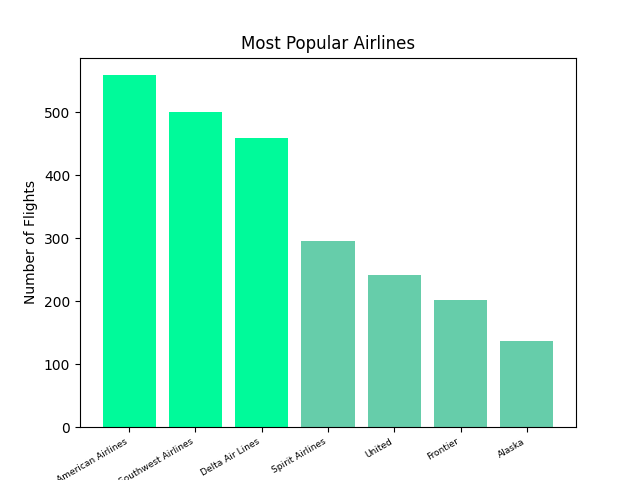 Most Popular Airlines
Number of Flights
500
400
300
200
100
0
American Airlines
Southwest Airlines
Delta Air Lines
Spirit Airlines
United
Frontier
Alaska